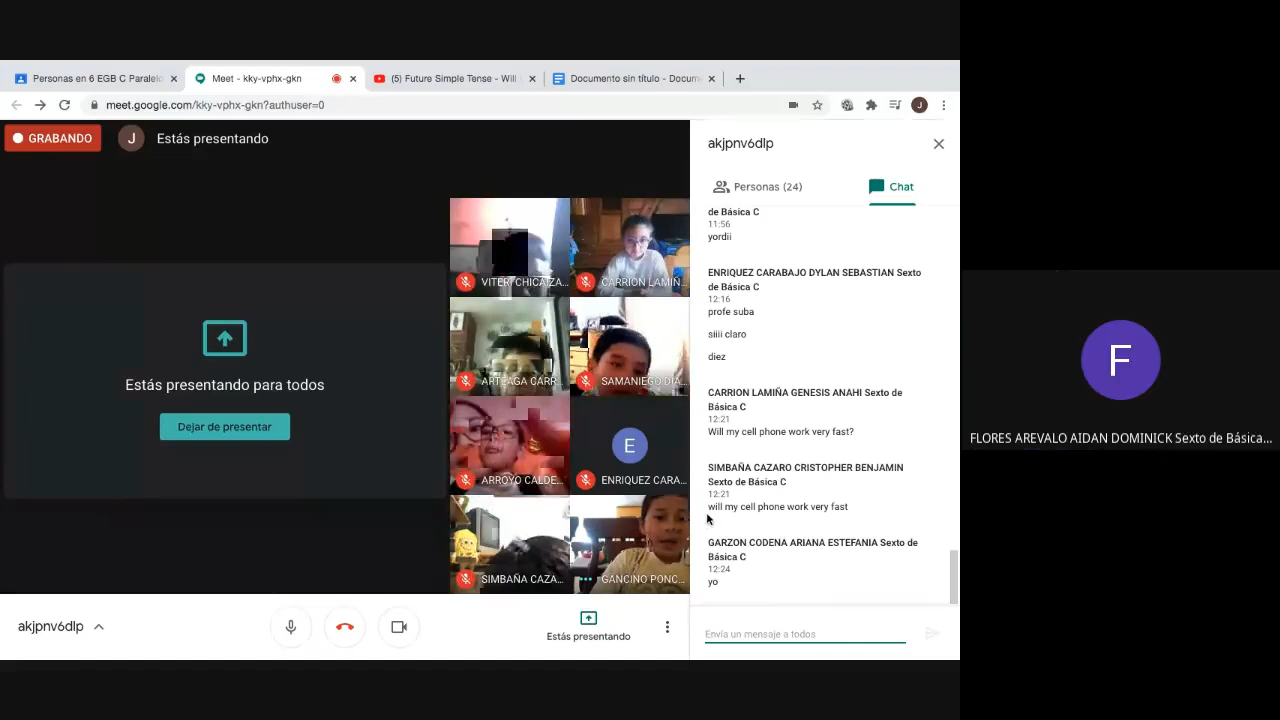 Personas en 6 EGB C Paralelo
Meet - kky-vphx-gkn
(5) Future Simple Tense - Will
Documento sin título - Docum
meet.google.com/kky-vphx-gkn?authuser=0
J
GRABANDO
J
Estás presentando
akjpnv6dlp
Personas (24)
Chat
de Básica C
11:56
yordii
ENRIQUEZ CARABAJO DYLAN SEBASTIAN Sexto
de Básica C
12:16
profe suba
siiii claro
diez
CARRION LAMIÑA GENESIS ANAHI Sexto de
Básica C
12:21
Will my cell phone work very fast?
SIMBAÑA CAZARO CRISTOPHER BENJAMIN
Sexto de Básica C
12:21
will my cell phone work very fast
GARZON CODENA ARIANA ESTEFANIA Sexto de
Básica C
12:24
yo
Envía un mensaje a todos
Estás presentando para todos
Dejar de presentar
VITERI CHICAIZA...
CARRION LAMIÑ...
ARTEAGA CARR...
SAMANIEGO DIA...
ARROYO CALDE...
E
ENRIQUEZ CARA...
SIMBAÑA CAZA...
GANCINO PONC...
akjpnv6dlp
Estás presentando
F
FLORES AREVALO AIDAN DOMINICK Sexto de Básica...